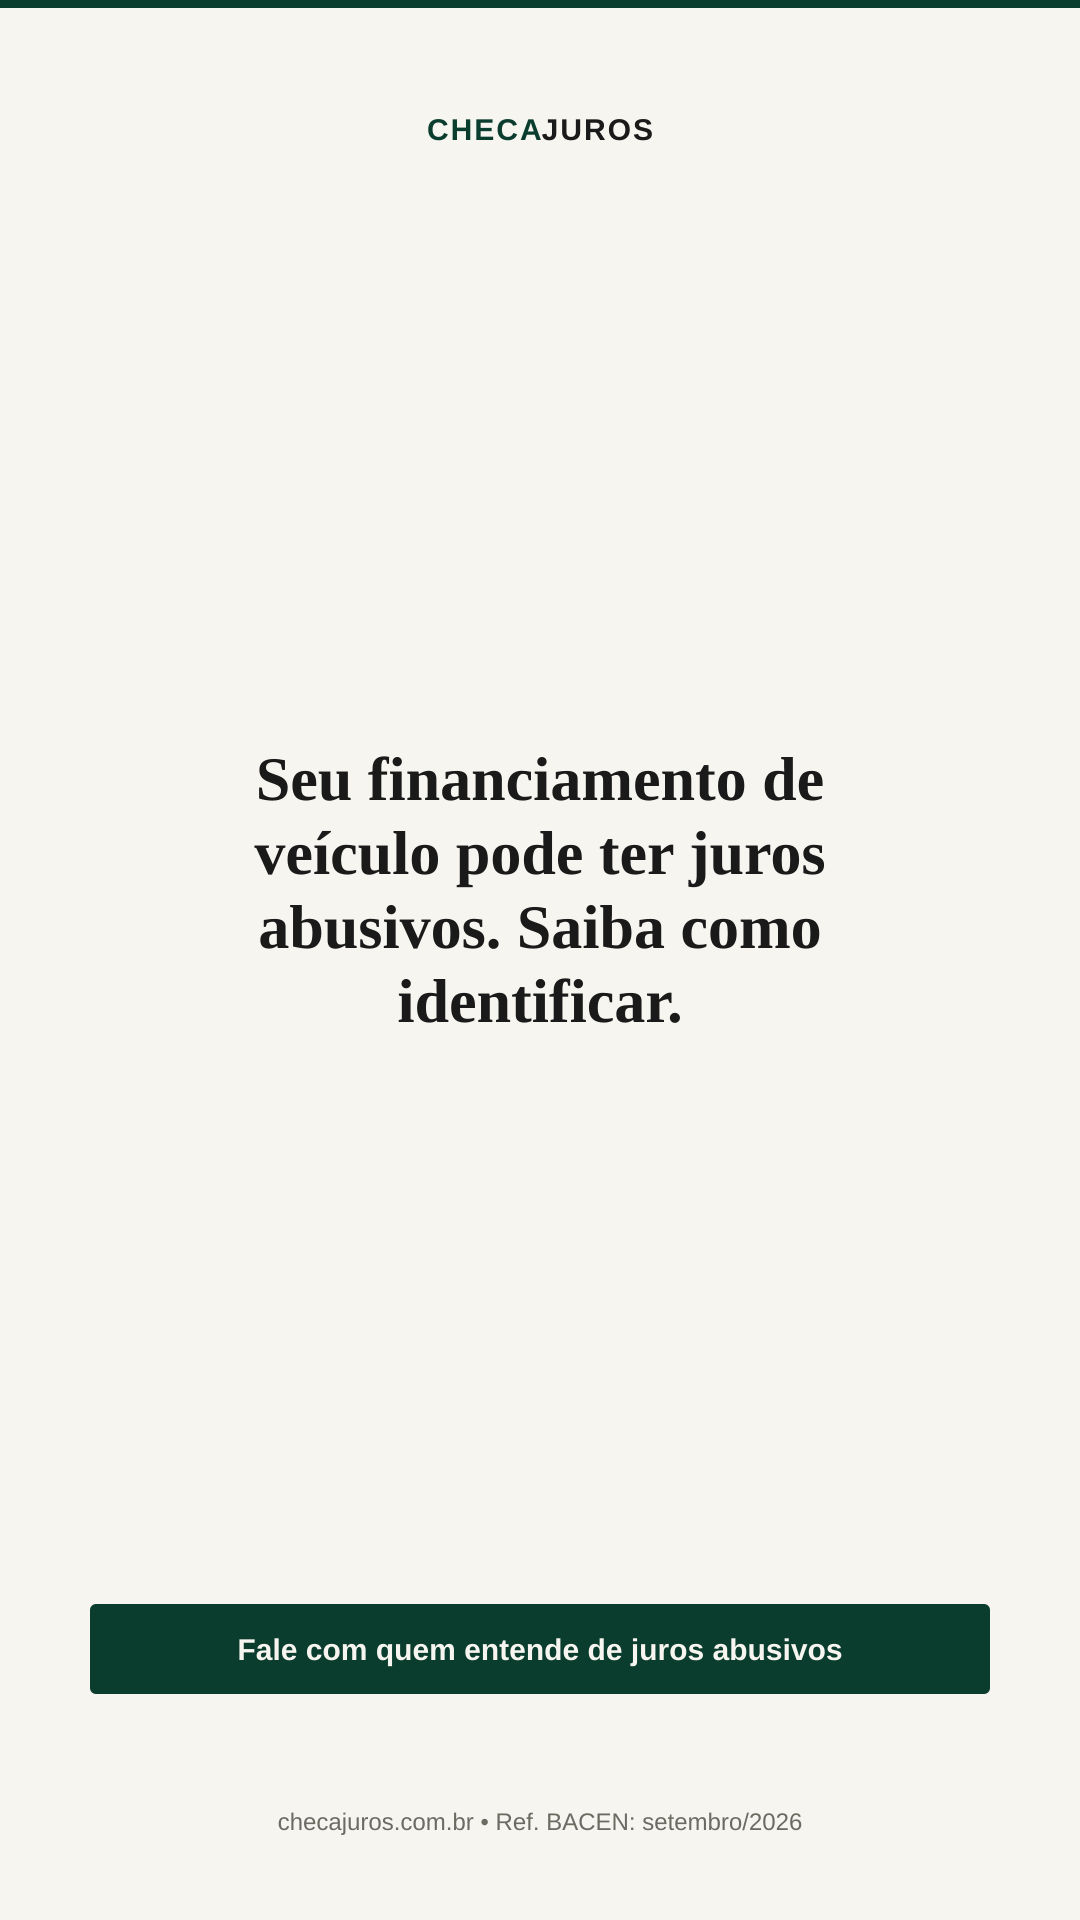 CHECAJUROS
Seu financiamento de
veículo pode ter juros
abusivos. Saiba como
identificar.
Fale com quem entende de juros abusivos
checajuros.com.br • Ref. BACEN: setembro/2026